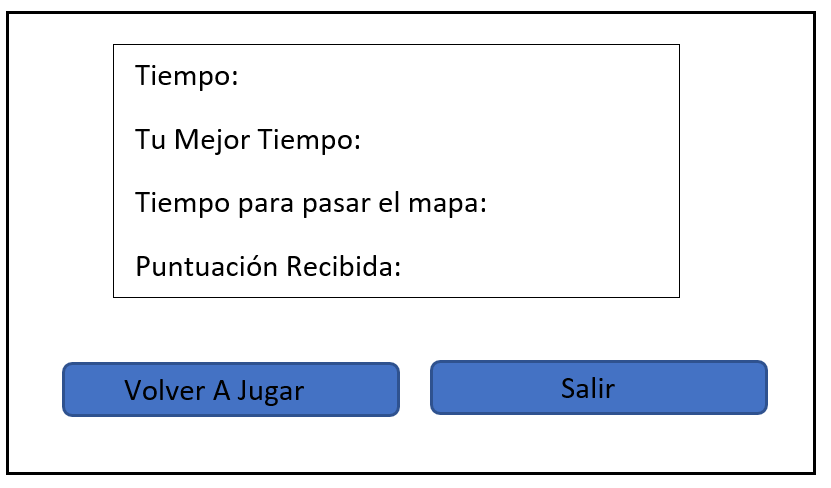 Tiempo:
Tu Mejor Tiempo:
Tiempo para pasar el mapa:
Puntuación Recibida:
Volver A Jugar
Salir